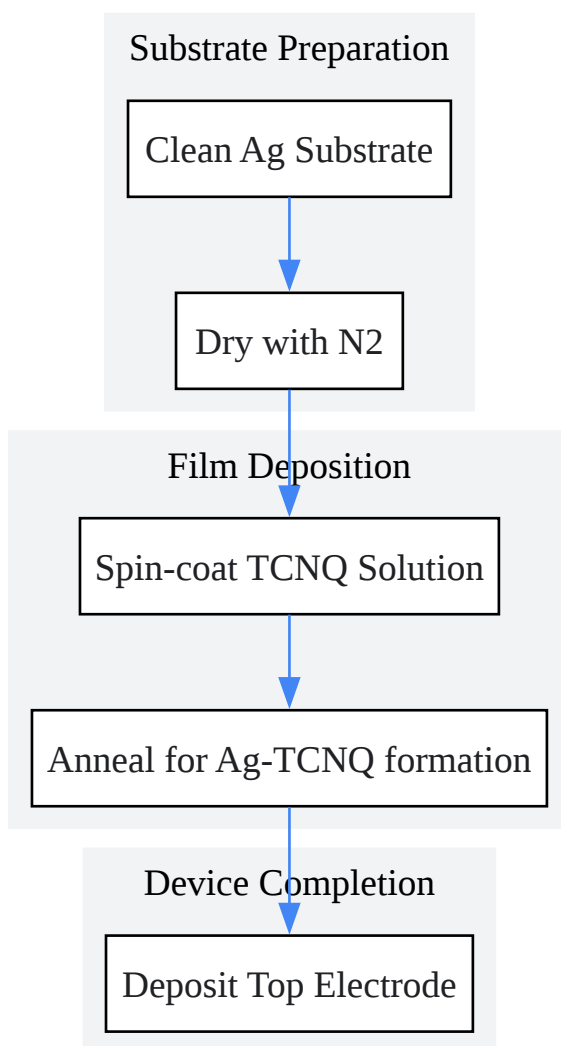 Substrate Preparation
Clean Ag Substrate
Dry with N2
Film Deposition
Spin-coat TCNQ Solution
Anneal for Ag-TCNQ formation
Device Completion
Deposit Top Electrode